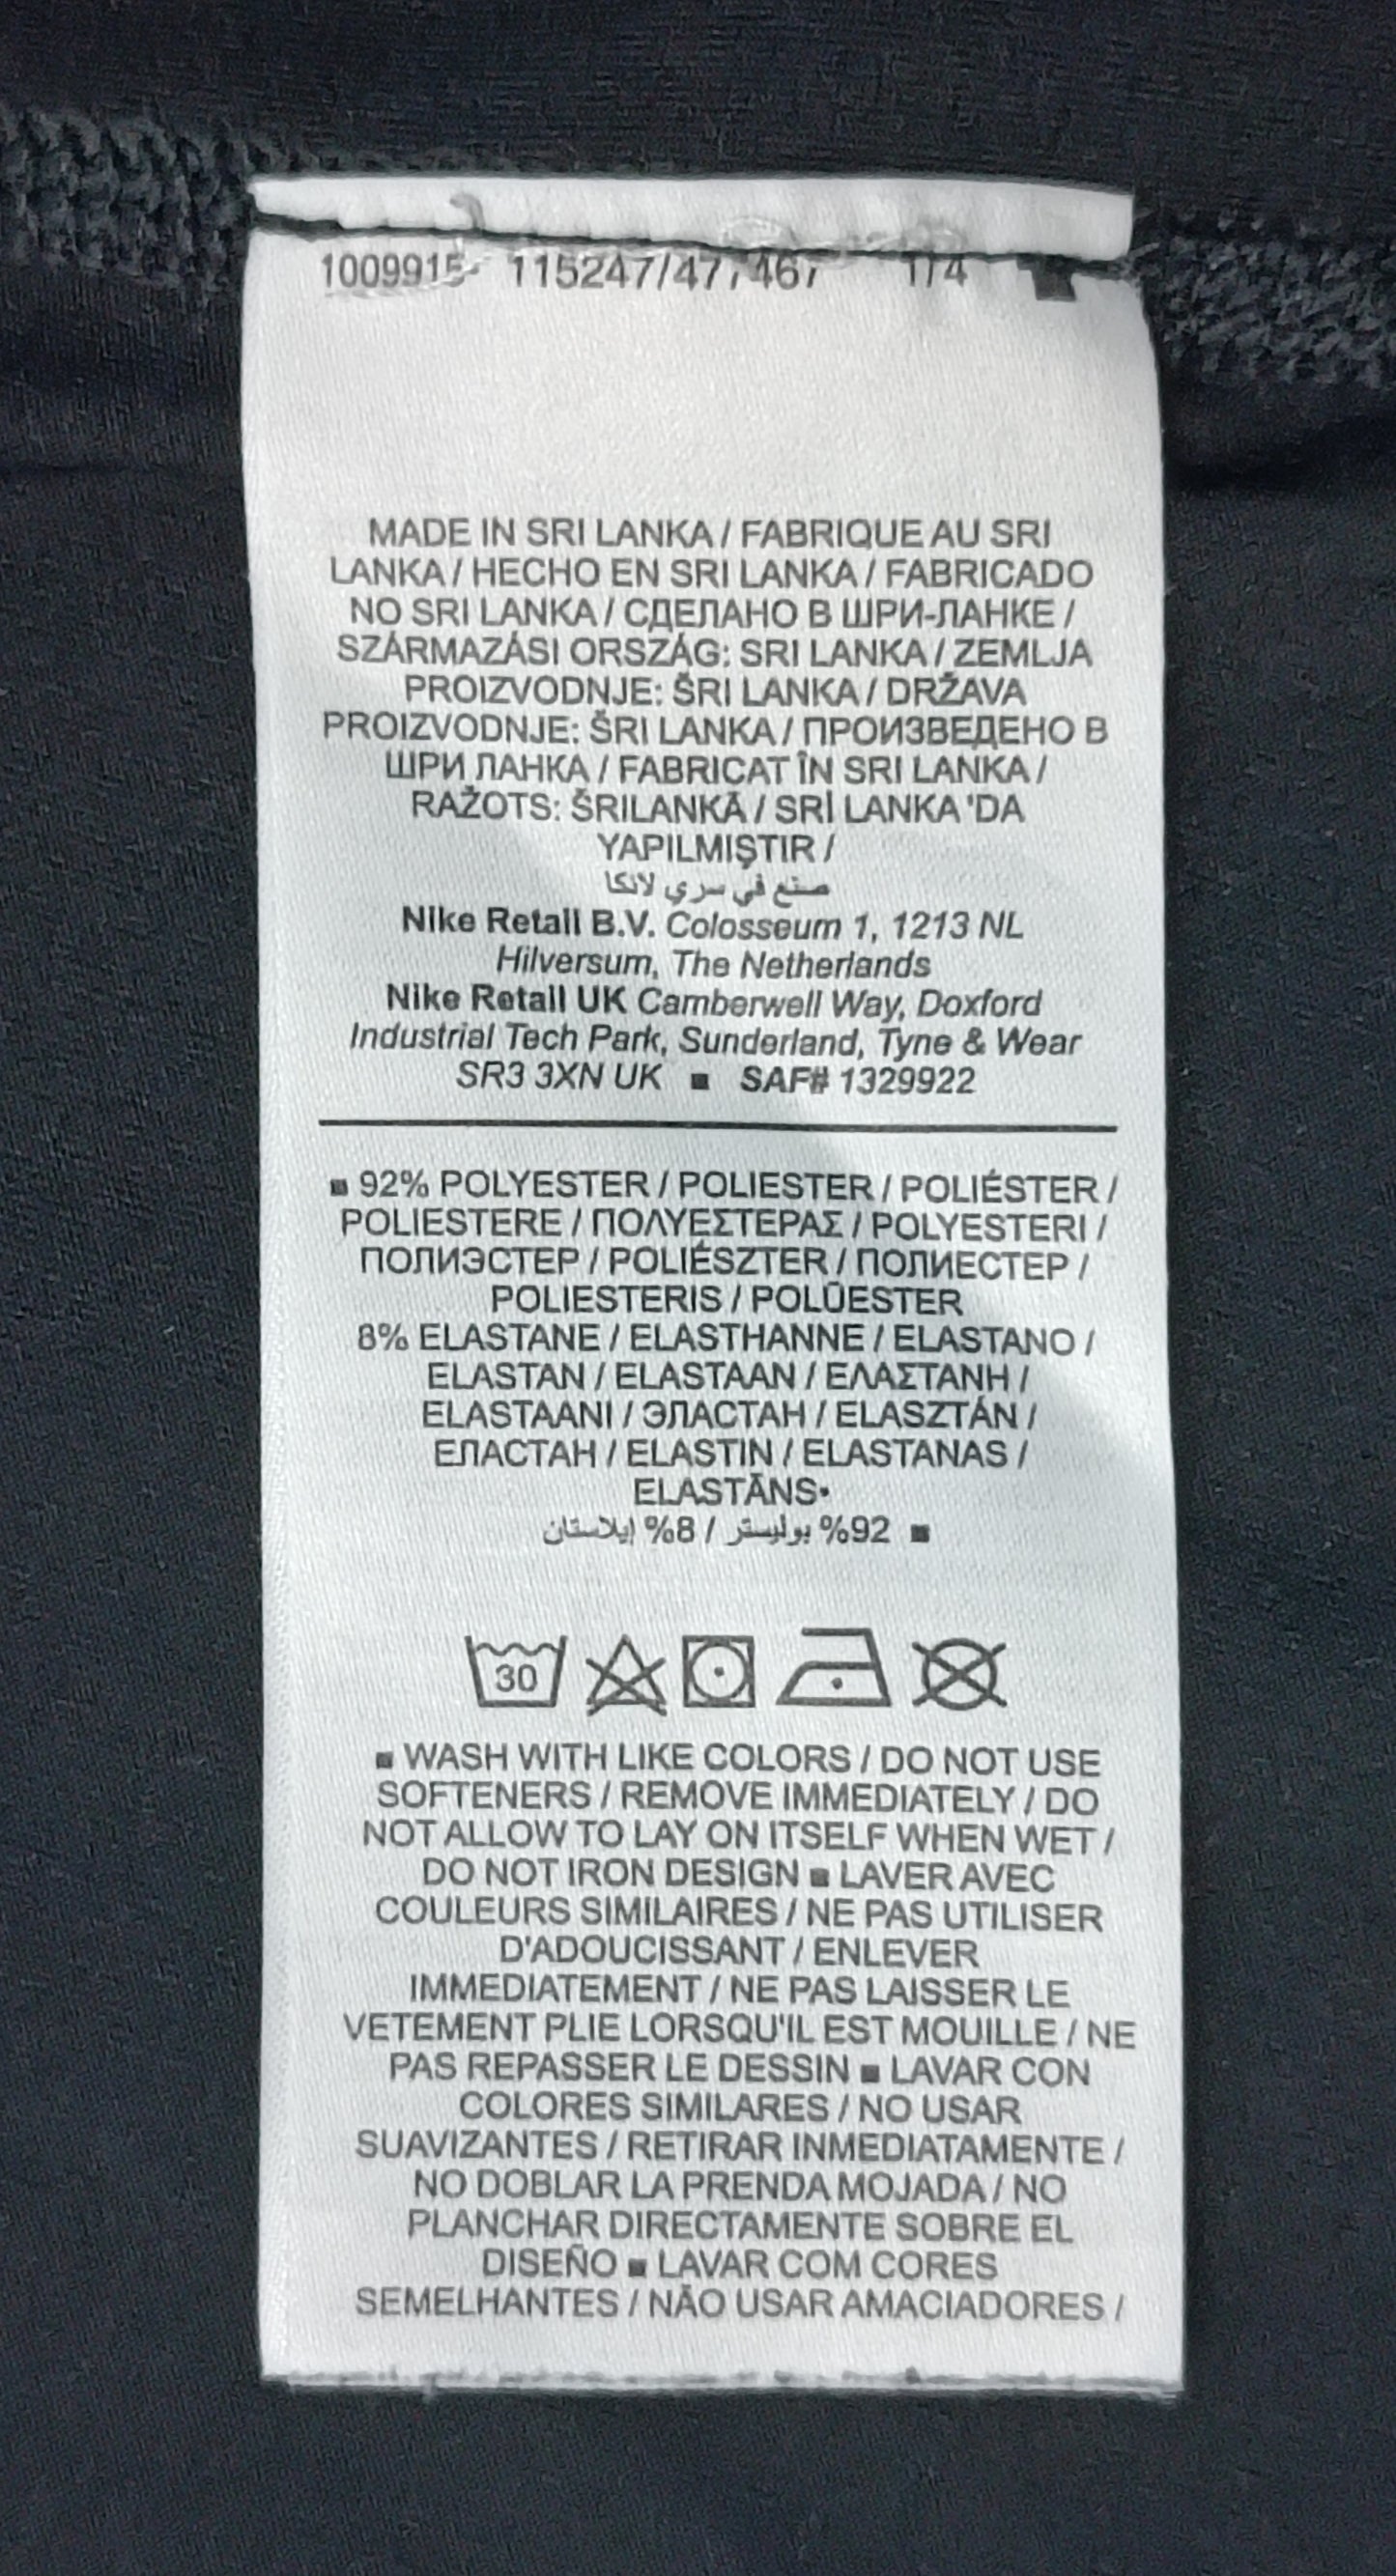 MADE IN SRI LANKA / FABRIQUE AU SRI
LANKA / HECHO EN SRI LANKA / FABRICADO
NO SRI LANKA / СДЕЛАНО В ШРИ-ЛАНКЕ /
SZÁRMAZÁSI ORSZÁG: SRI LANKA / ZEMLJA
PROIZVODNJE: ŠRI LANKA / DRŽAVA
PROIZVODNJE: ŠRI LANKA / ПРОИЗВЕДЕНО В
ШРИ ЛАНКА / FABRICAT ÎN SRI LANKA /
RAŽOTS: ŠRILANKĀ / SRİ LANKA 'DA
YAPILMIŞTIR /
صنع في سري لانكا
Nike Retail B.V. Colosseum 1, 1213 NL
Hilversum, The Netherlands
Nike Retail UK Camberwell Way, Doxford
Industrial Tech Park, Sunderland, Tyne & Wear
SR3 3XN UK ■ SAF# 1329922
■ 92% POLYESTER / POLIESTER / POLIÉSTER /
POLIESTERE / ΠΟΛΥΕΣΤΕΡΑΣ / POLYESTERI /
ПОЛИЭСТЕР / POLIÉSZTER / ПОЛИЕСТЕР /
POLIESTERIS / POLÜESTER
8% ELASTANE / ELASTHANNE / ELASTANO /
ELASTAN / ELASTAAN / ΕΛΑΣΤΑΝΗ /
ELASTAANI / ЭЛАСТАН / ELASZTÁN /
ЕЛАСТАН / ELASTIN / ELASTANAS /
ELASTĀNS•
■ 92% بوليستر / 8% إيلاستان
30
■ WASH WITH LIKE COLORS / DO NOT USE
SOFTENERS / REMOVE IMMEDIATELY / DO
NOT ALLOW TO LAY ON ITSELF WHEN WET /
DO NOT IRON DESIGN ■ LAVER AVEC
COULEURS SIMILAIRES / NE PAS UTILISER
D'ADOUCISSANT / ENLEVER
IMMEDIATEMENT / NE PAS LAISSER LE
VETEMENT PLIE LORSQU'IL EST MOUILLE / NE
PAS REPASSER LE DESSIN ■ LAVAR CON
COLORES SIMILARES / NO USAR
SUAVIZANTES / RETIRAR INMEDIATAMENTE /
NO DOBLAR LA PRENDA MOJADA / NO
PLANCHAR DIRECTAMENTE SOBRE EL
DISEÑO ■ LAVAR COM CORES
SEMELHANTES / NÃO USAR AMACIADORES /